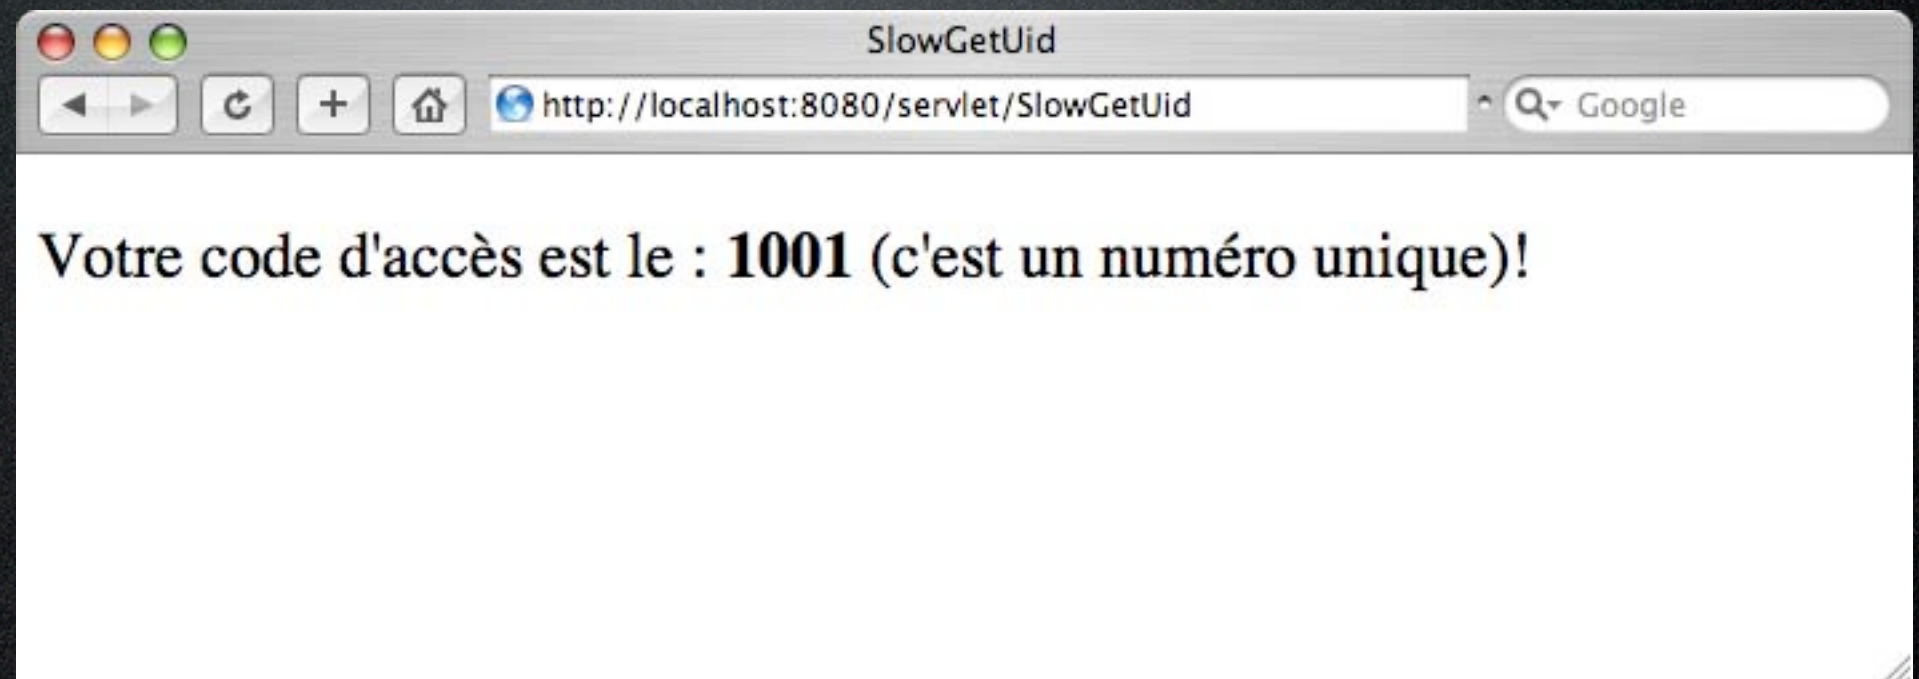 SlowGetUid
http://localhost:8080/servlet/SlowGetUid
Google
Votre code d'accès est le : 1001 (c'est un numéro unique)!